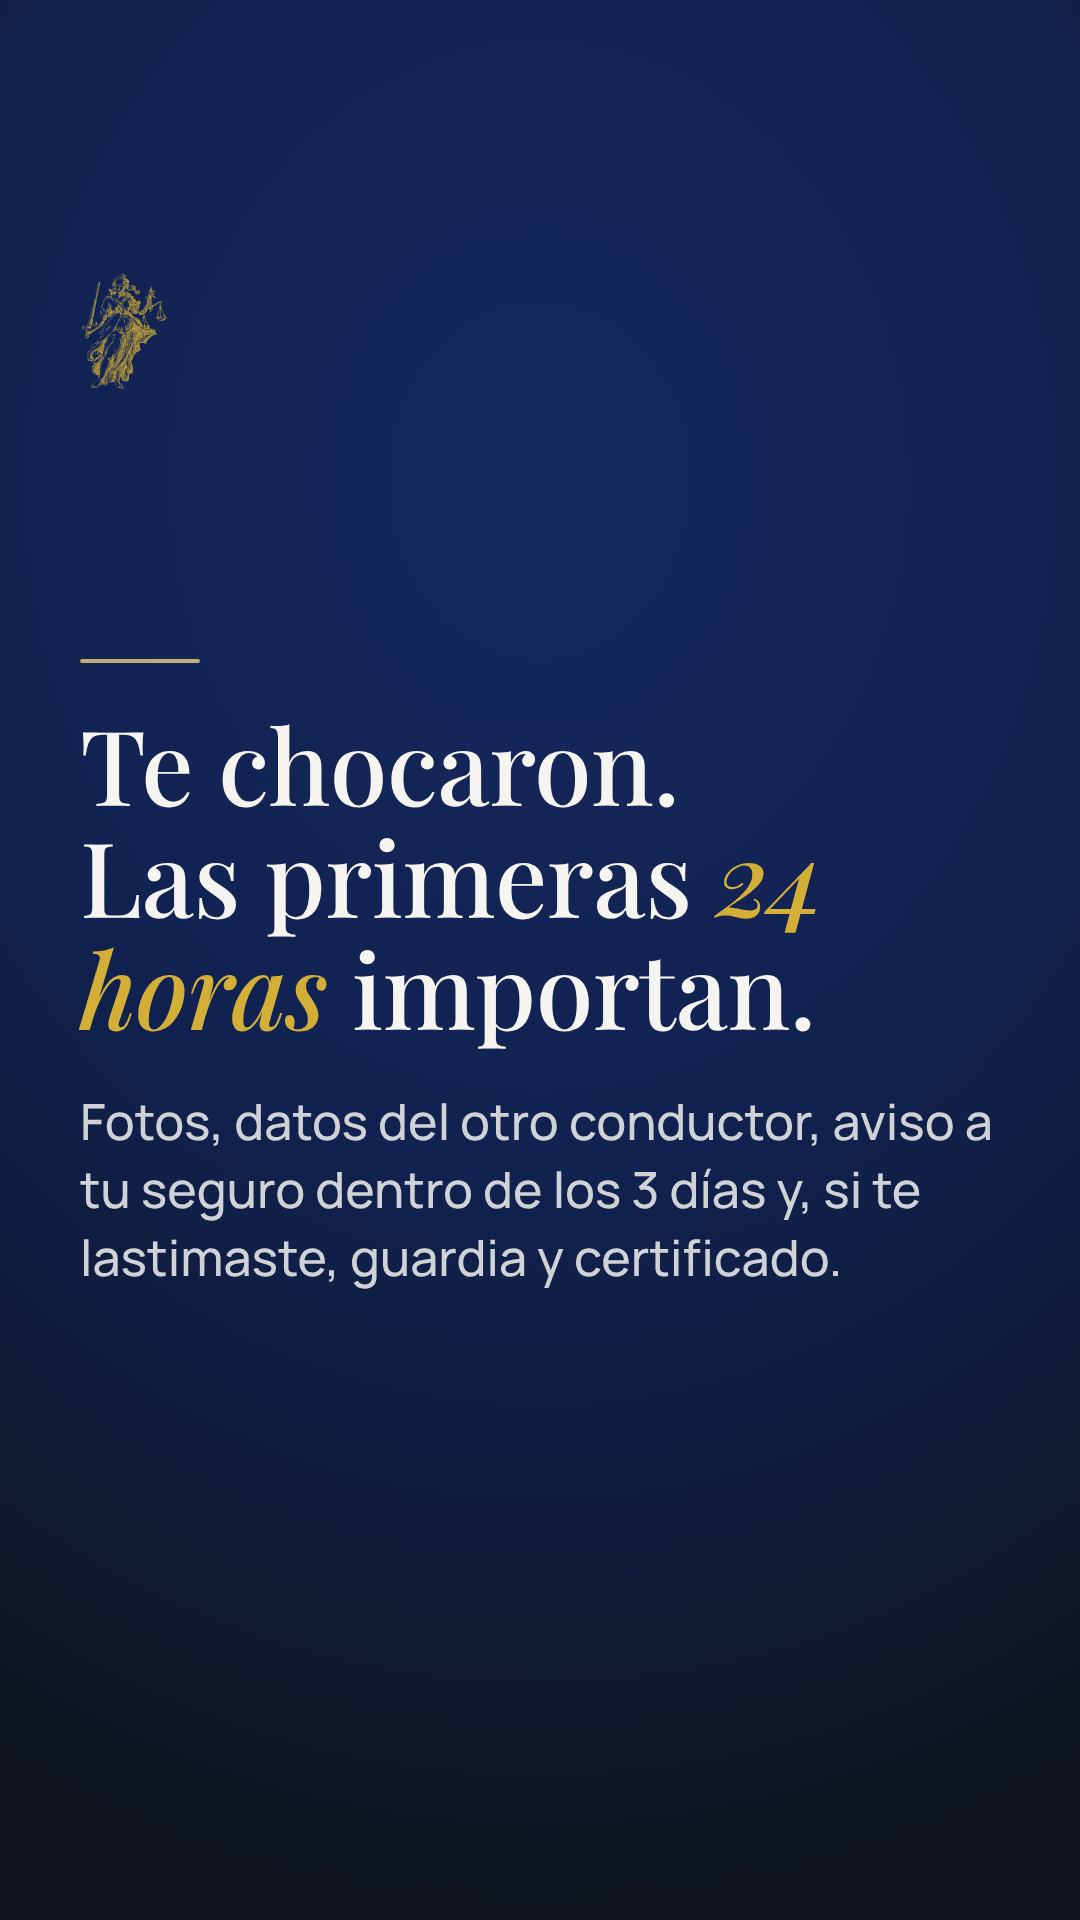 Te chocaron.
Las primeras 24
horas importan.
Fotos, datos del otro conductor, aviso a
tu seguro dentro de los 3 días y, si te
lastimaste, guardia y certificado.